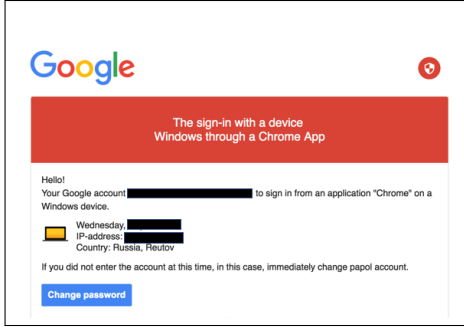 Google
The sign-in with a device
Windows through a Chrome App
Hello!
Your Google account to sign in from an application "Chrome" on a
Windows device.
Wednesday,
IP-address:
Country: Russia, Reutov
If you did not enter the account at this time, in this case, immediately change papol account.
Change password